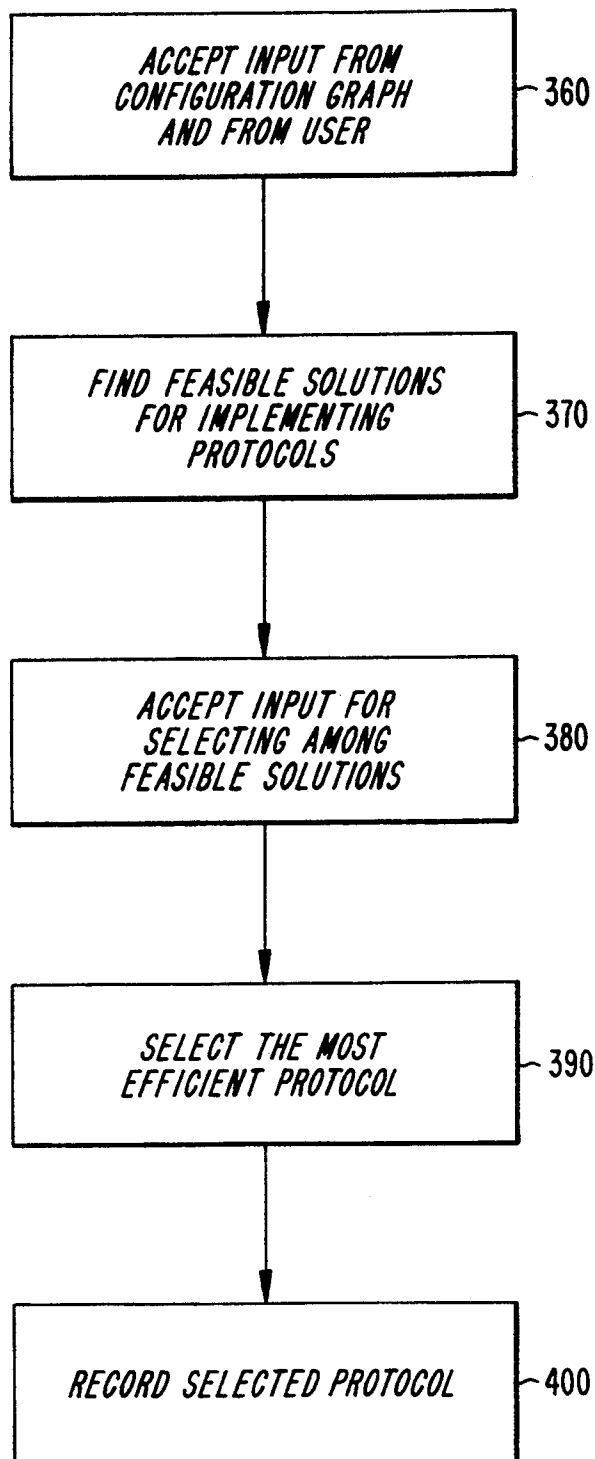 ACCEPT INPUT FROM
CONFIGURATION GRAPH
AND FROM USER
360
FIND FEASIBLE SOLUTIONS
FOR IMPLEMENTING
PROTOCOLS
370
ACCEPT INPUT FOR
SELECTING AMONG
FEASIBLE SOLUTIONS
380
SELECT THE MOST
EFFICIENT PROTOCOL
390
RECORD SELECTED PROTOCOL
400